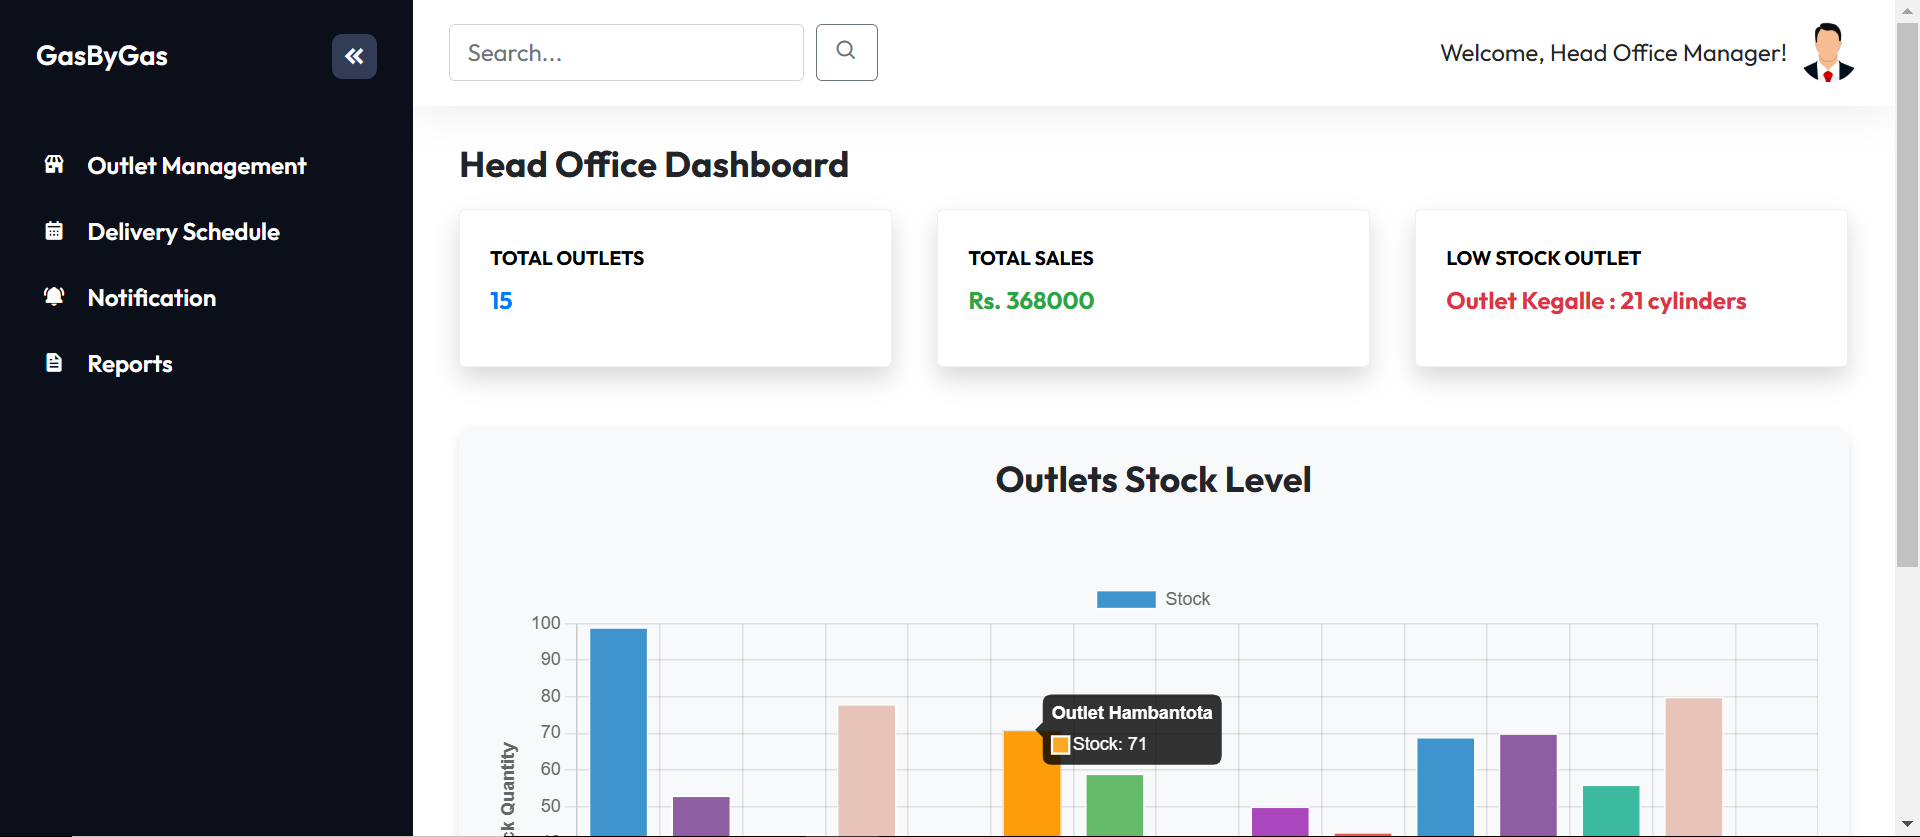 GasByGas
Outlet Management
Delivery Schedule
Notification
Reports
Search...
Welcome, Head Office Manager!
Head Office Dashboard
TOTAL OUTLETS
15
TOTAL SALES
Rs. 368000
LOW STOCK OUTLET
Outlet Kegalle : 21 cylinders
Outlets Stock Level
Stock
100
90
80
70
60
50
Outlet Hambantota
Stock: 71
Quantity